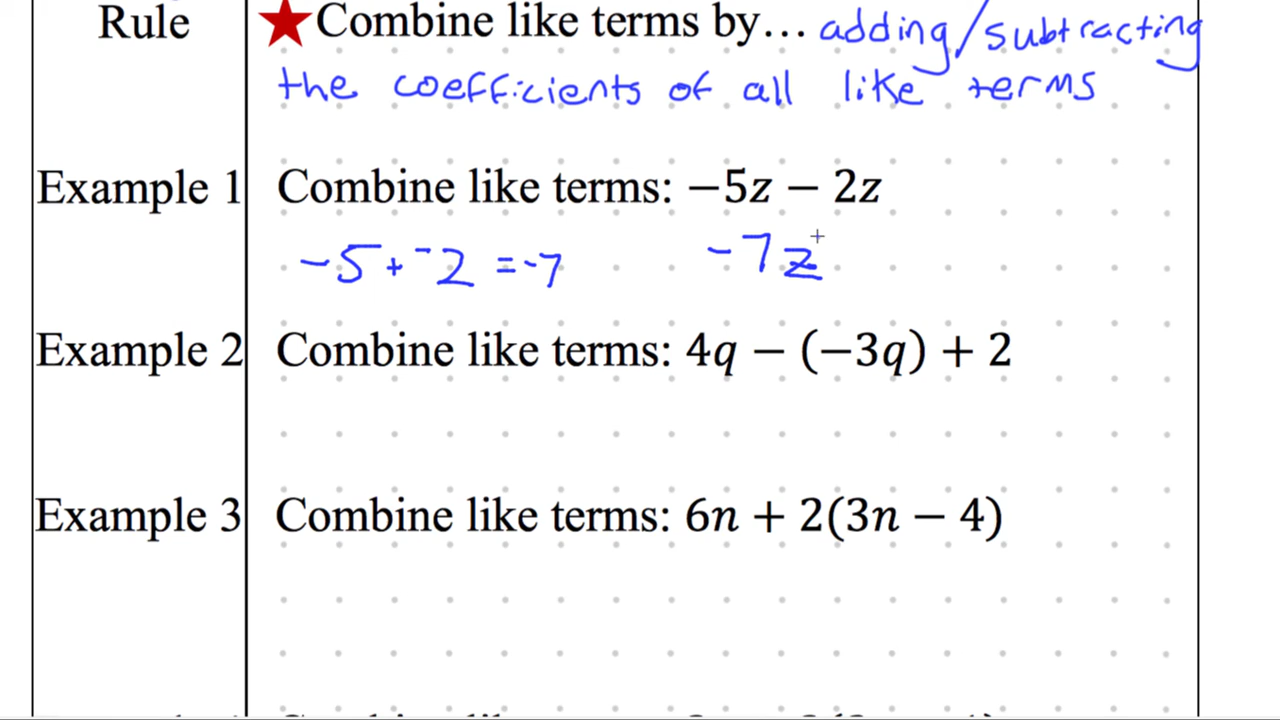 Rule
★Combine like terms by... adding/subtracting
the coefficients of all like terms
Example 1
Combine like terms: −5z − 2z
-5 + -2 = -7
-7z
Example 2
Combine like terms: 4q − (−3q) + 2
Example 3
Combine like terms: 6n + 2(3n − 4)